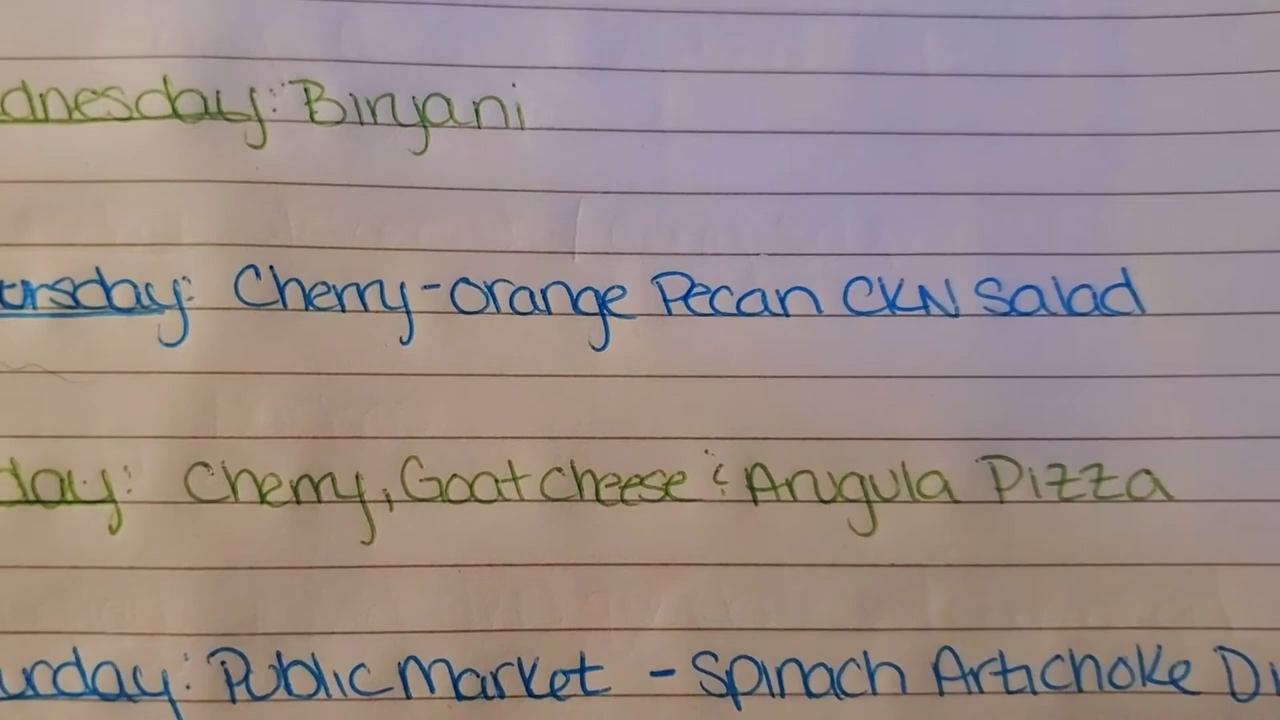 dnesday: Biryani
ursday: Cherry-orange Pecan CKN Salad
day: Cherry, Goat cheese & Arugula Pizza
urday: Public Market - Spinach Artichoke Di